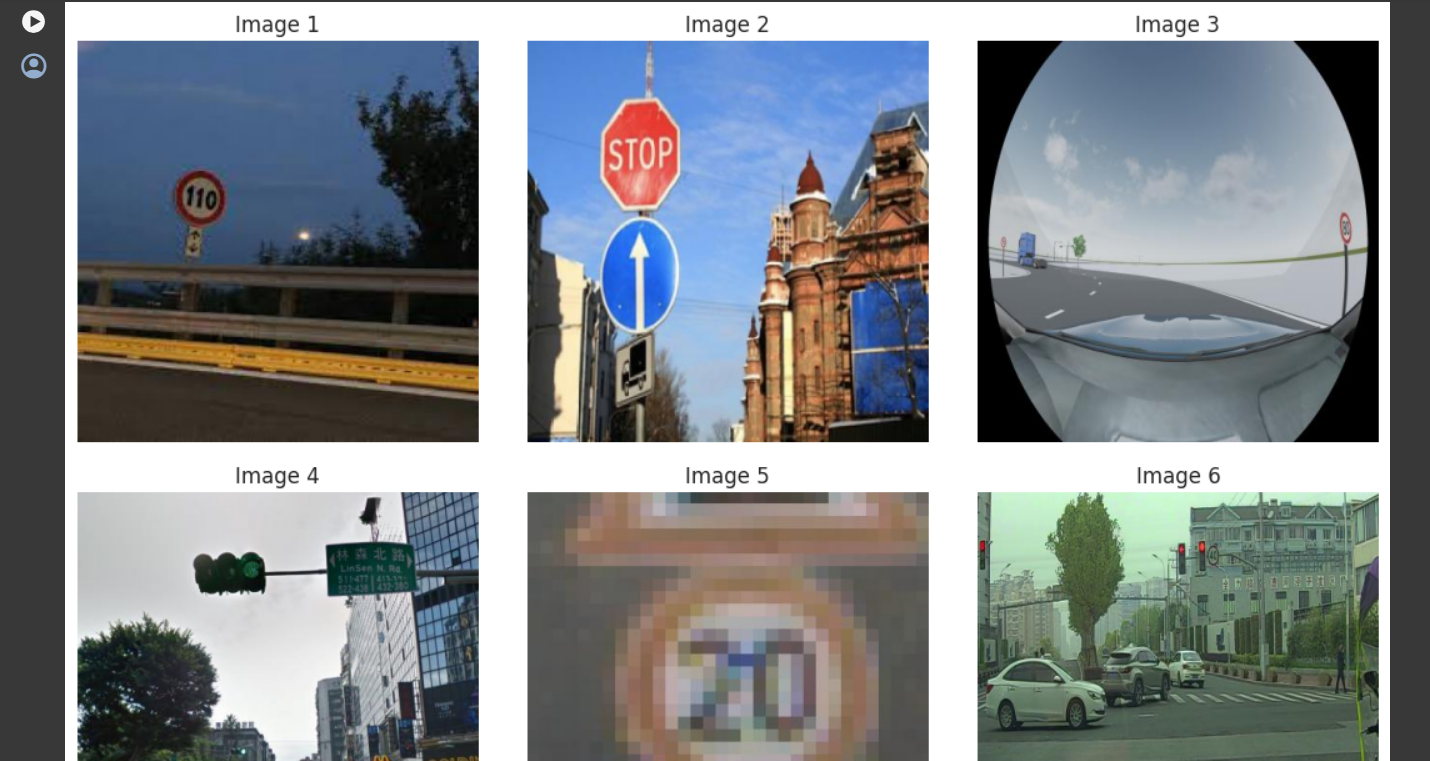 Image 1
Image 2
Image 3
110
STOP
Image 4
Image 5
Image 6
林森北路
LinSen N. Rd.
20